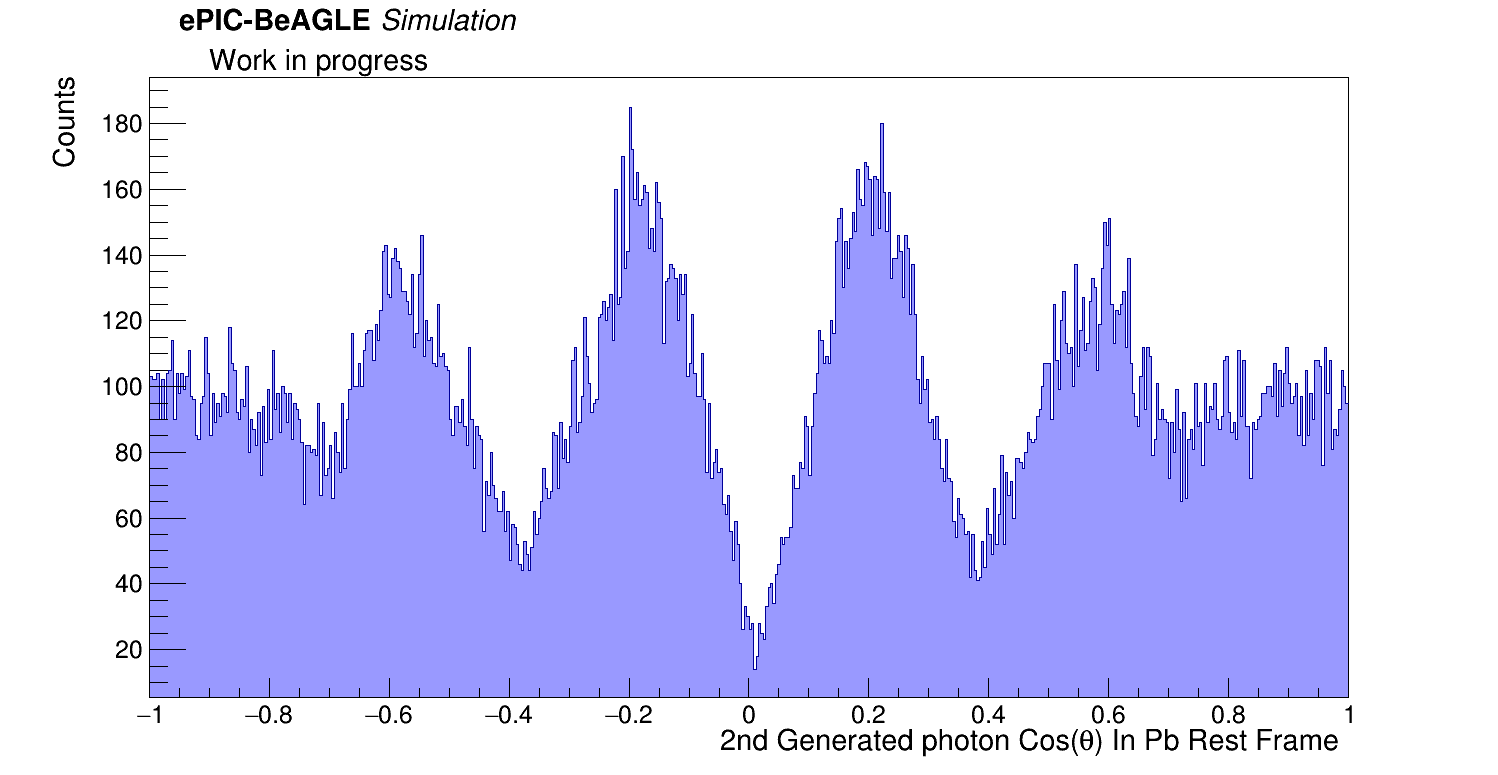 ePIC-BeAGLE Simulation
Work in progress
Counts
180
160
140
120
100
80
60
40
20
−1 −0.8 −0.6 −0.4 −0.2 0 0.2 0.4 0.6 0.8 1
2nd Generated photon Cos(θ) In Pb Rest Frame